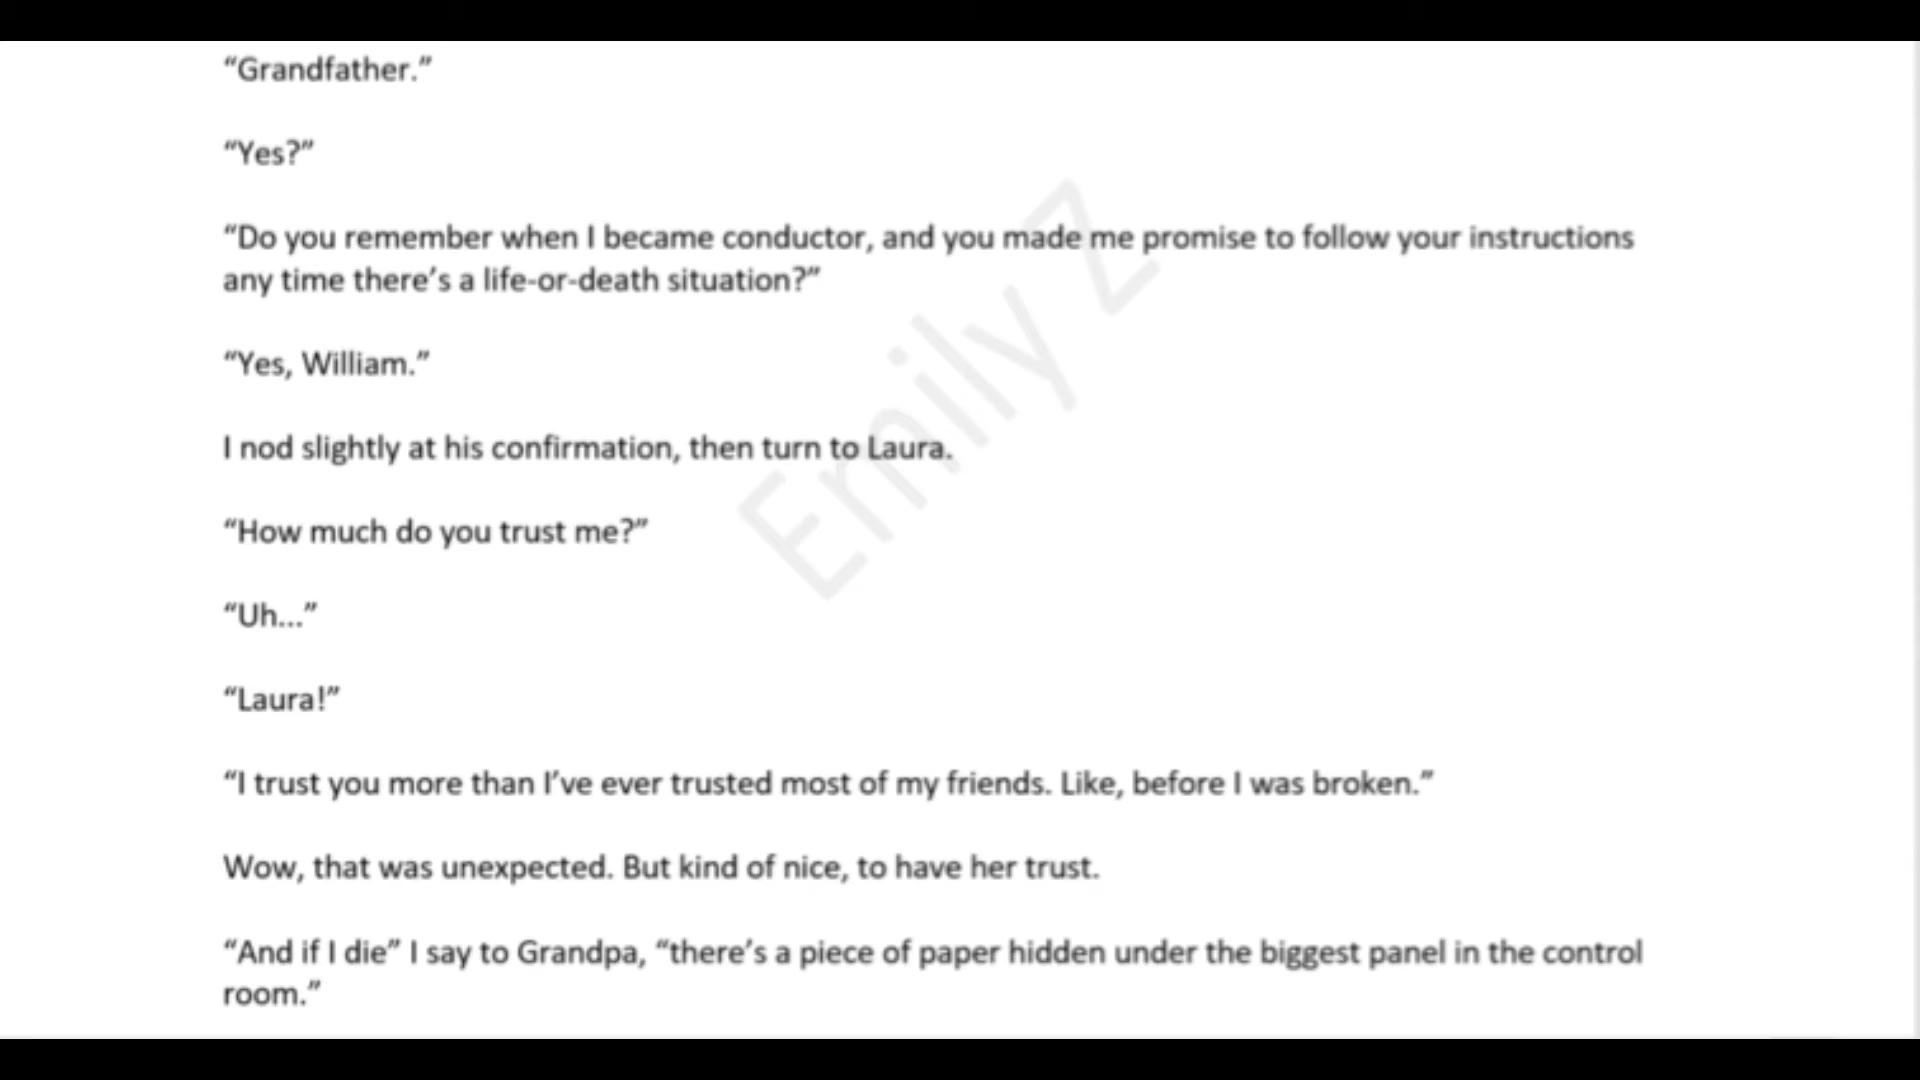 “Grandfather.”
“Yes?”
“Do you remember when I became conductor, and you made me promise to follow your instructions
any time there’s a life-or-death situation?”
“Yes, William.”
I nod slightly at his confirmation, then turn to Laura.
“How much do you trust me?”
“Uh...”
“Laura!”
“I trust you more than I’ve ever trusted most of my friends. Like, before I was broken.”
Wow, that was unexpected. But kind of nice, to have her trust.
“And if I die” I say to Grandpa, “there’s a piece of paper hidden under the biggest panel in the control
room.”
Emily Z